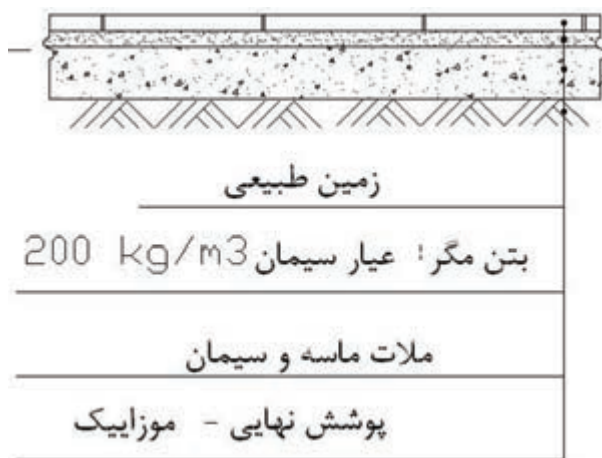 زمین طبیعی
بتن مگر : عیار سیمان 200 kg/m3
ملات ماسه و سیمان
پوشش نهایی - موزاییک